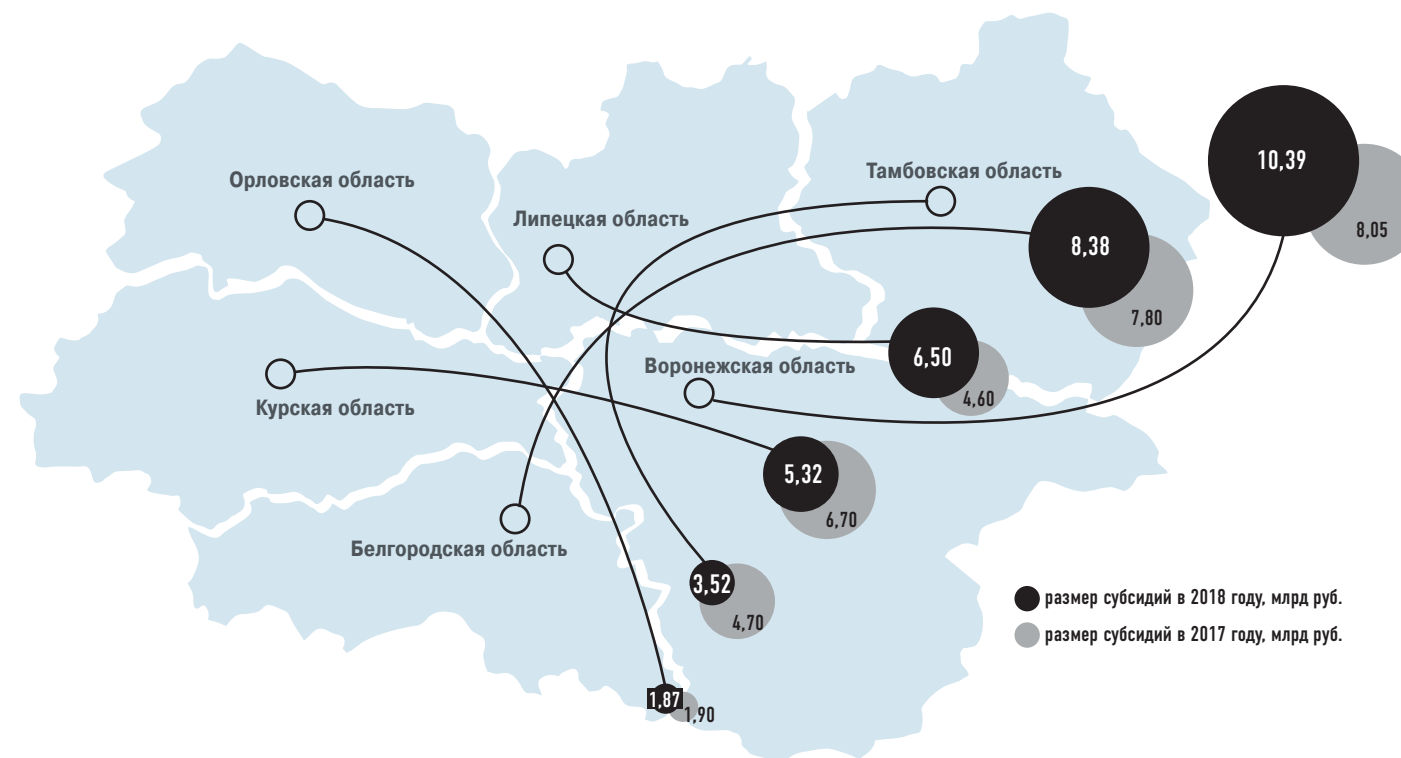 10,39
Тамбовская область
Орловская область
Липецкая область
8,05
8,38
7,80
6,50
Воронежская область
4,60
Курская область
5,32
6,70
Белгородская область
3,52
4,70
размер субсидий в 2018 году, млрд руб.
размер субсидий в 2017 году, млрд руб.
1,87
1,90